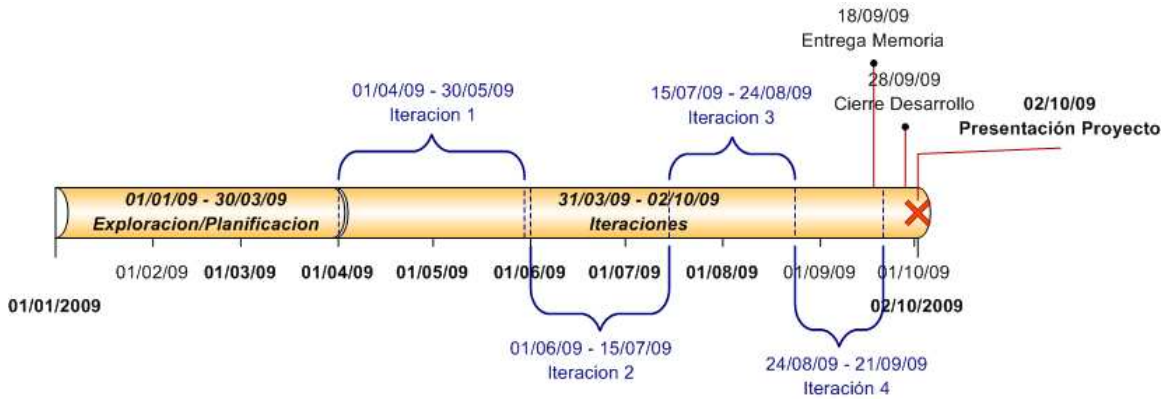 18/09/09
Entrega Memoria
28/09/09
Cierre Desarrollo
02/10/09
Presentación Proyecto
01/04/09 - 30/05/09
Iteracion 1
15/07/09 - 24/08/09
Iteracion 3
01/01/09 - 30/03/09
Exploracion/Planificacion
31/03/09 - 02/10/09
Iteraciones
01/02/09
01/03/09
01/04/09
01/05/09
01/06/09
01/07/09
01/08/09
01/09/09
01/10/09
01/01/2009
02/10/2009
01/06/09 - 15/07/09
Iteracion 2
24/08/09 - 21/09/09
Iteración 4